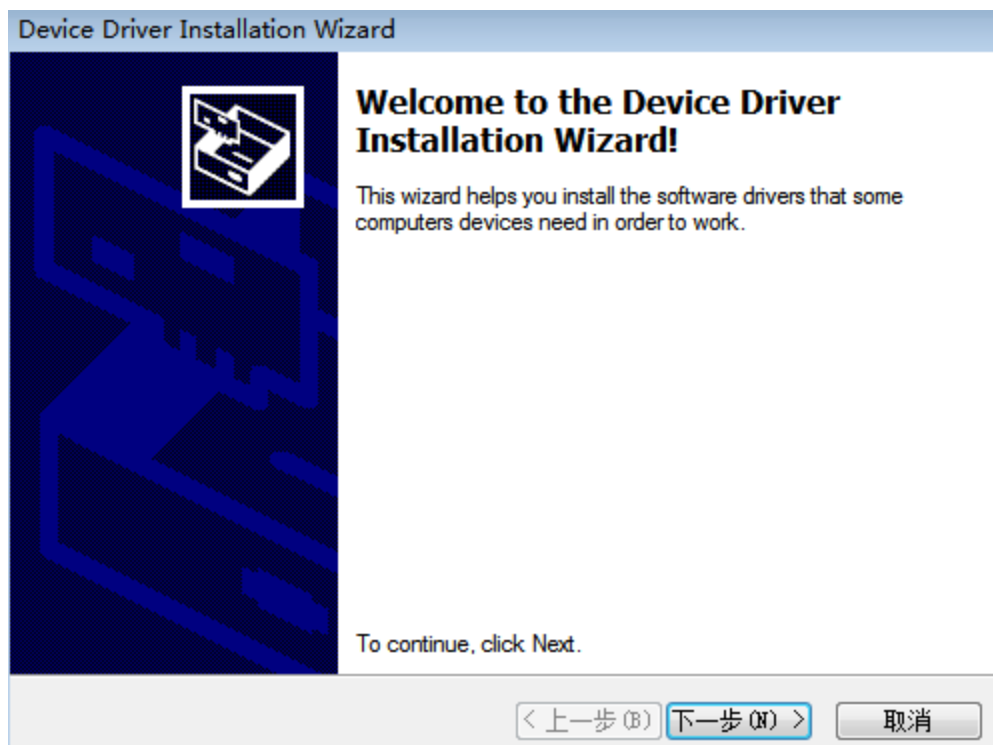 Device Driver Installation Wizard
Welcome to the Device Driver
Installation Wizard!
This wizard helps you install the software drivers that some
computers devices need in order to work.
To continue, click Next.
< 上一步(B)
下一步(N) >
取消